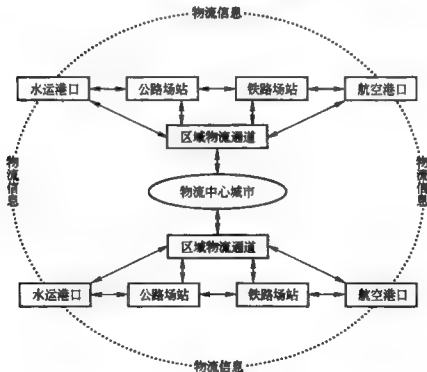 物流信息
水运港口
公路场站
铁路场站
航空港口
区域物流通道
物流信息
物流中心城市
物流信息
区域物流通道
水运港口
公路场站
铁路场站
航空港口
物流信息